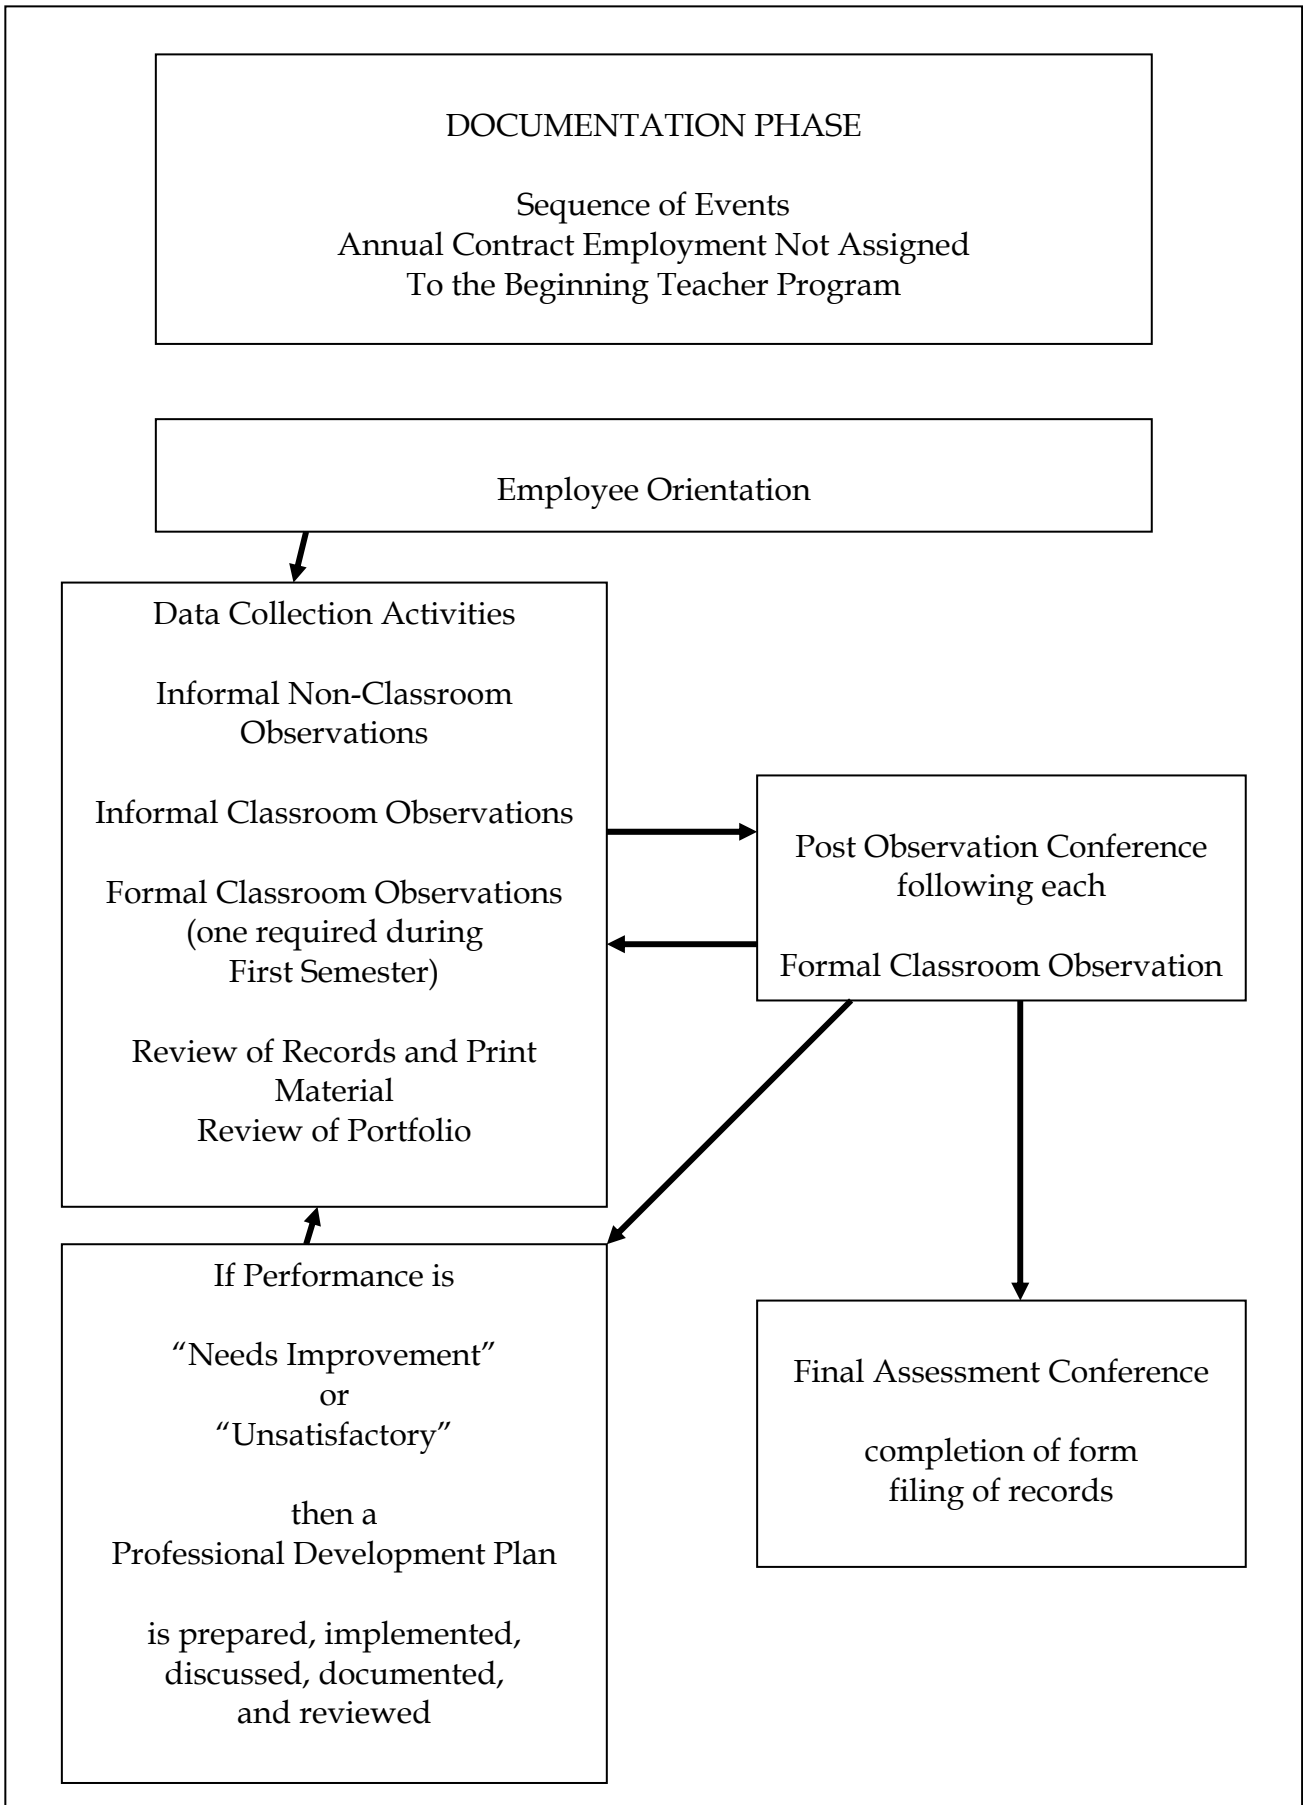 DOCUMENTATION PHASE
Sequence of Events
Annual Contract Employment Not Assigned
To the Beginning Teacher Program
Employee Orientation
Data Collection Activities
Informal Non-Classroom
Observations
Informal Classroom Observations
Formal Classroom Observations
(one required during
First Semester)
Review of Records and Print
Material
Review of Portfolio
Post Observation Conference
following each
Formal Classroom Observation
If Performance is
“Needs Improvement”
or
“Unsatisfactory”
then a
Professional Development Plan
is prepared, implemented,
discussed, documented,
and reviewed
Final Assessment Conference
completion of form
filing of records